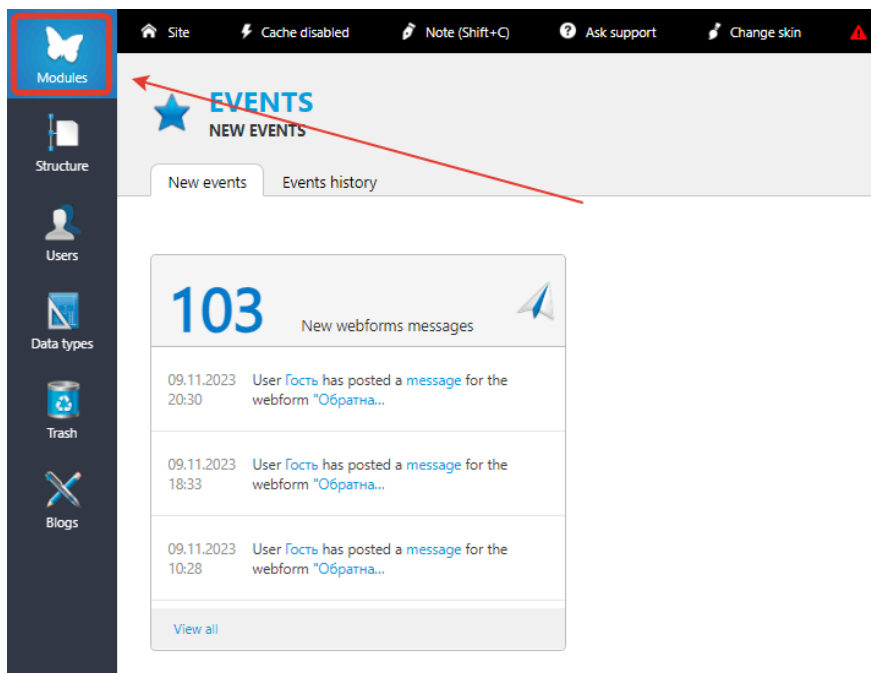 Site
Cache disabled
Note (Shift+C)
Ask support
Change skin
Modules
Structure
Users
Data types
Trash
Blogs
EVENTS
NEW EVENTS
New events
Events history
103
New webforms messages
09.11.2023
20:30
User Гость has posted a message for the
webform "Обратна...
09.11.2023
18:33
User Гость has posted a message for the
webform "Обратна...
09.11.2023
10:28
User Гость has posted a message for the
webform "Обратна...
View all